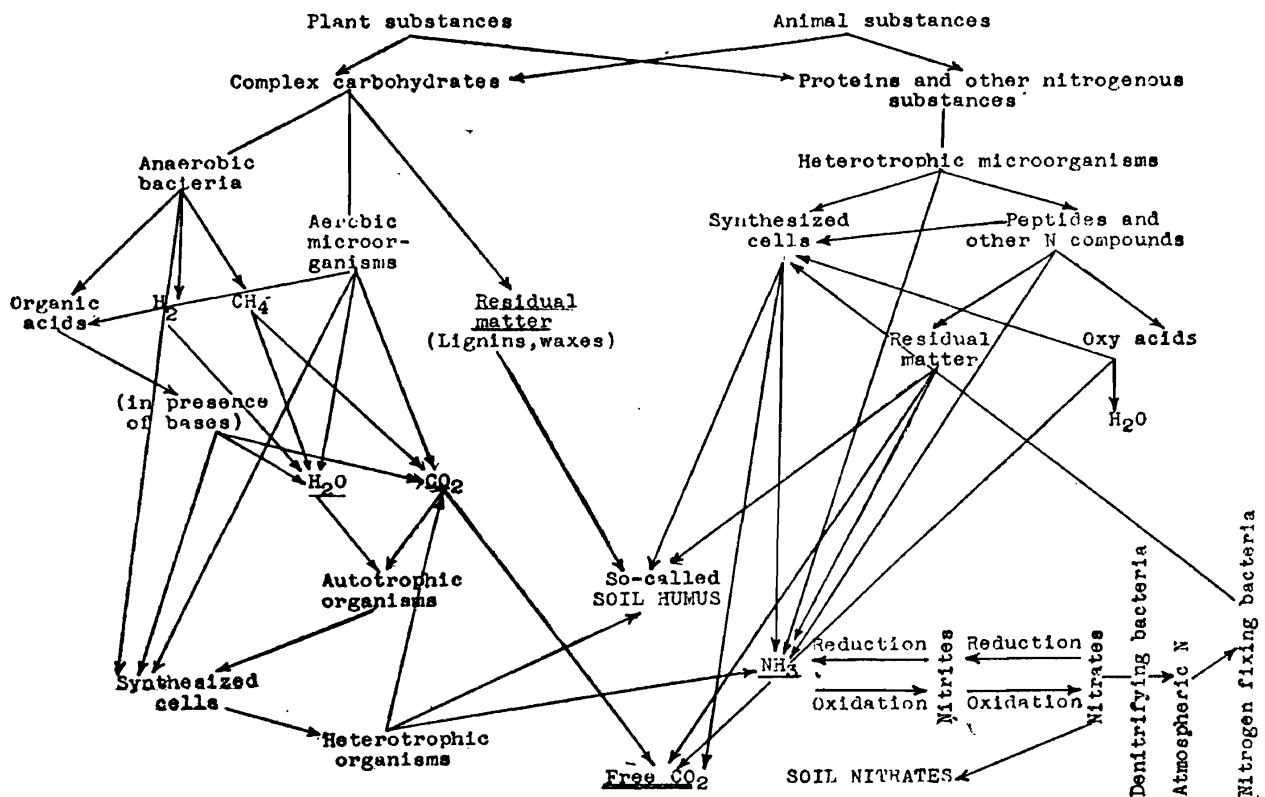 Plant substances
Animal substances
Complex carbohydrates
Proteins and other nitrogenous
substances
Anaerobic
bacteria
Heterotrophic microorganisms
Aerobic
microor-
ganisms
Synthesized
cells
Peptides and
other N compounds
Organic
acids
H2
CH4
Residual
matter
(Lignins,waxes)
Residual
matter
Oxy acids
(in presence
of bases)
H2O
H2O
CO2
Autotrophic
organisms
So-called
SOIL HUMUS
Synthesized
cells
Heterotrophic
organisms
NH3
Reduction
Oxidation
Nitrites
Reduction
Oxidation
Nitrates
Denitrifying bacteria
Atmospheric N
Nitrogen fixing bacteria
Free CO2
SOIL NITRATES